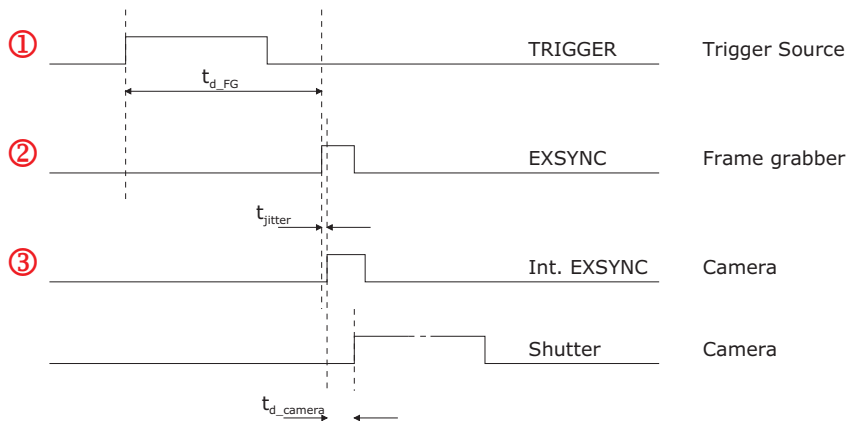 ① TRIGGER Trigger Source
t_d_FG
② EXSYNC Frame grabber
t_jitter
③ Int. EXSYNC Camera
Shutter Camera
t_d_camera